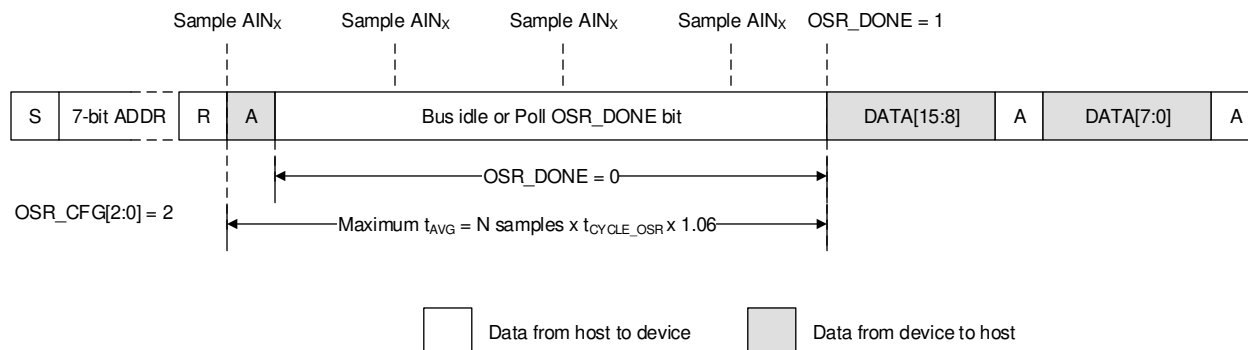 Sample AINX Sample AINX Sample AINX Sample AINX OSR_DONE = 1
S 7-bit ADDR R A Bus idle or Poll OSR_DONE bit DATA[15:8] A DATA[7:0] A
OSR_DONE = 0
OSR_CFG[2:0] = 2
Maximum tAVG = N samples x tCYCLE_OSR x 1.06
Data from host to device Data from device to host